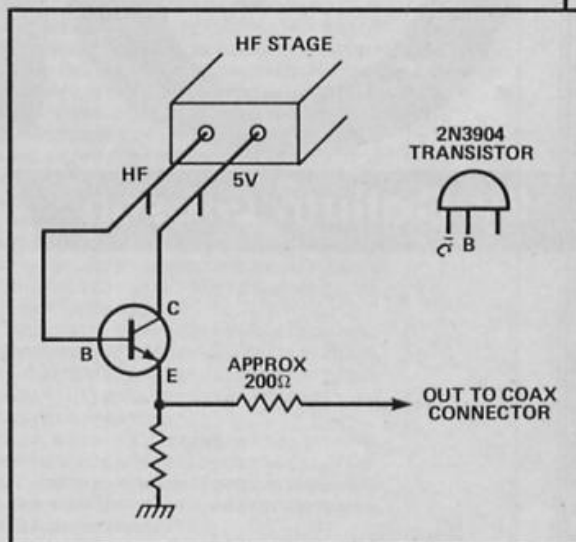 HF STAGE
2N3904
TRANSISTOR
HF
5V
B
C
B
E
APPROX
200Ω
OUT TO COAX
CONNECTOR